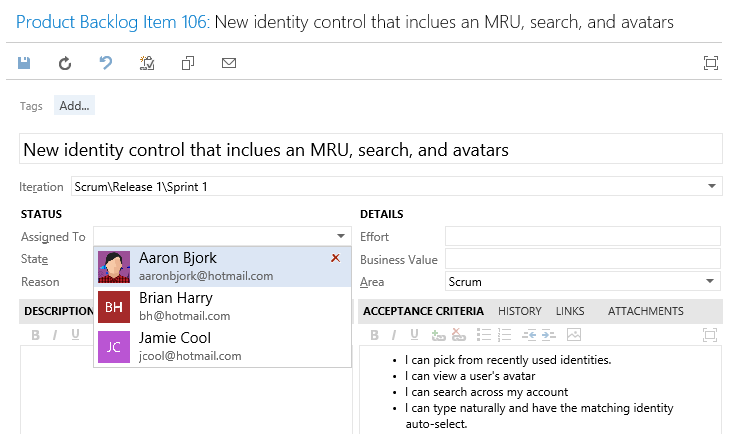 Product Backlog Item 106: New identity control that inclues an MRU, search, and avatars
Tags Add...
New identity control that inclues an MRU, search, and avatars
Iteration Scrum\Release 1\Sprint 1
STATUS
Assigned To
State
Reason
Aaron Bjork
aaronbjork@hotmail.com
BH Brian Harry
bh@hotmail.com
JC Jamie Cool
jcool@hotmail.com
DETAILS
Effort
Business Value
Area Scrum
DESCRIPTION
B I U
ACCEPTANCE CRITERIA HISTORY LINKS ATTACHMENTS
B I U
• I can pick from recently used identities.
• I can view a user's avatar
• I can search across my account
• I can type naturally and have the matching identity
auto-select.